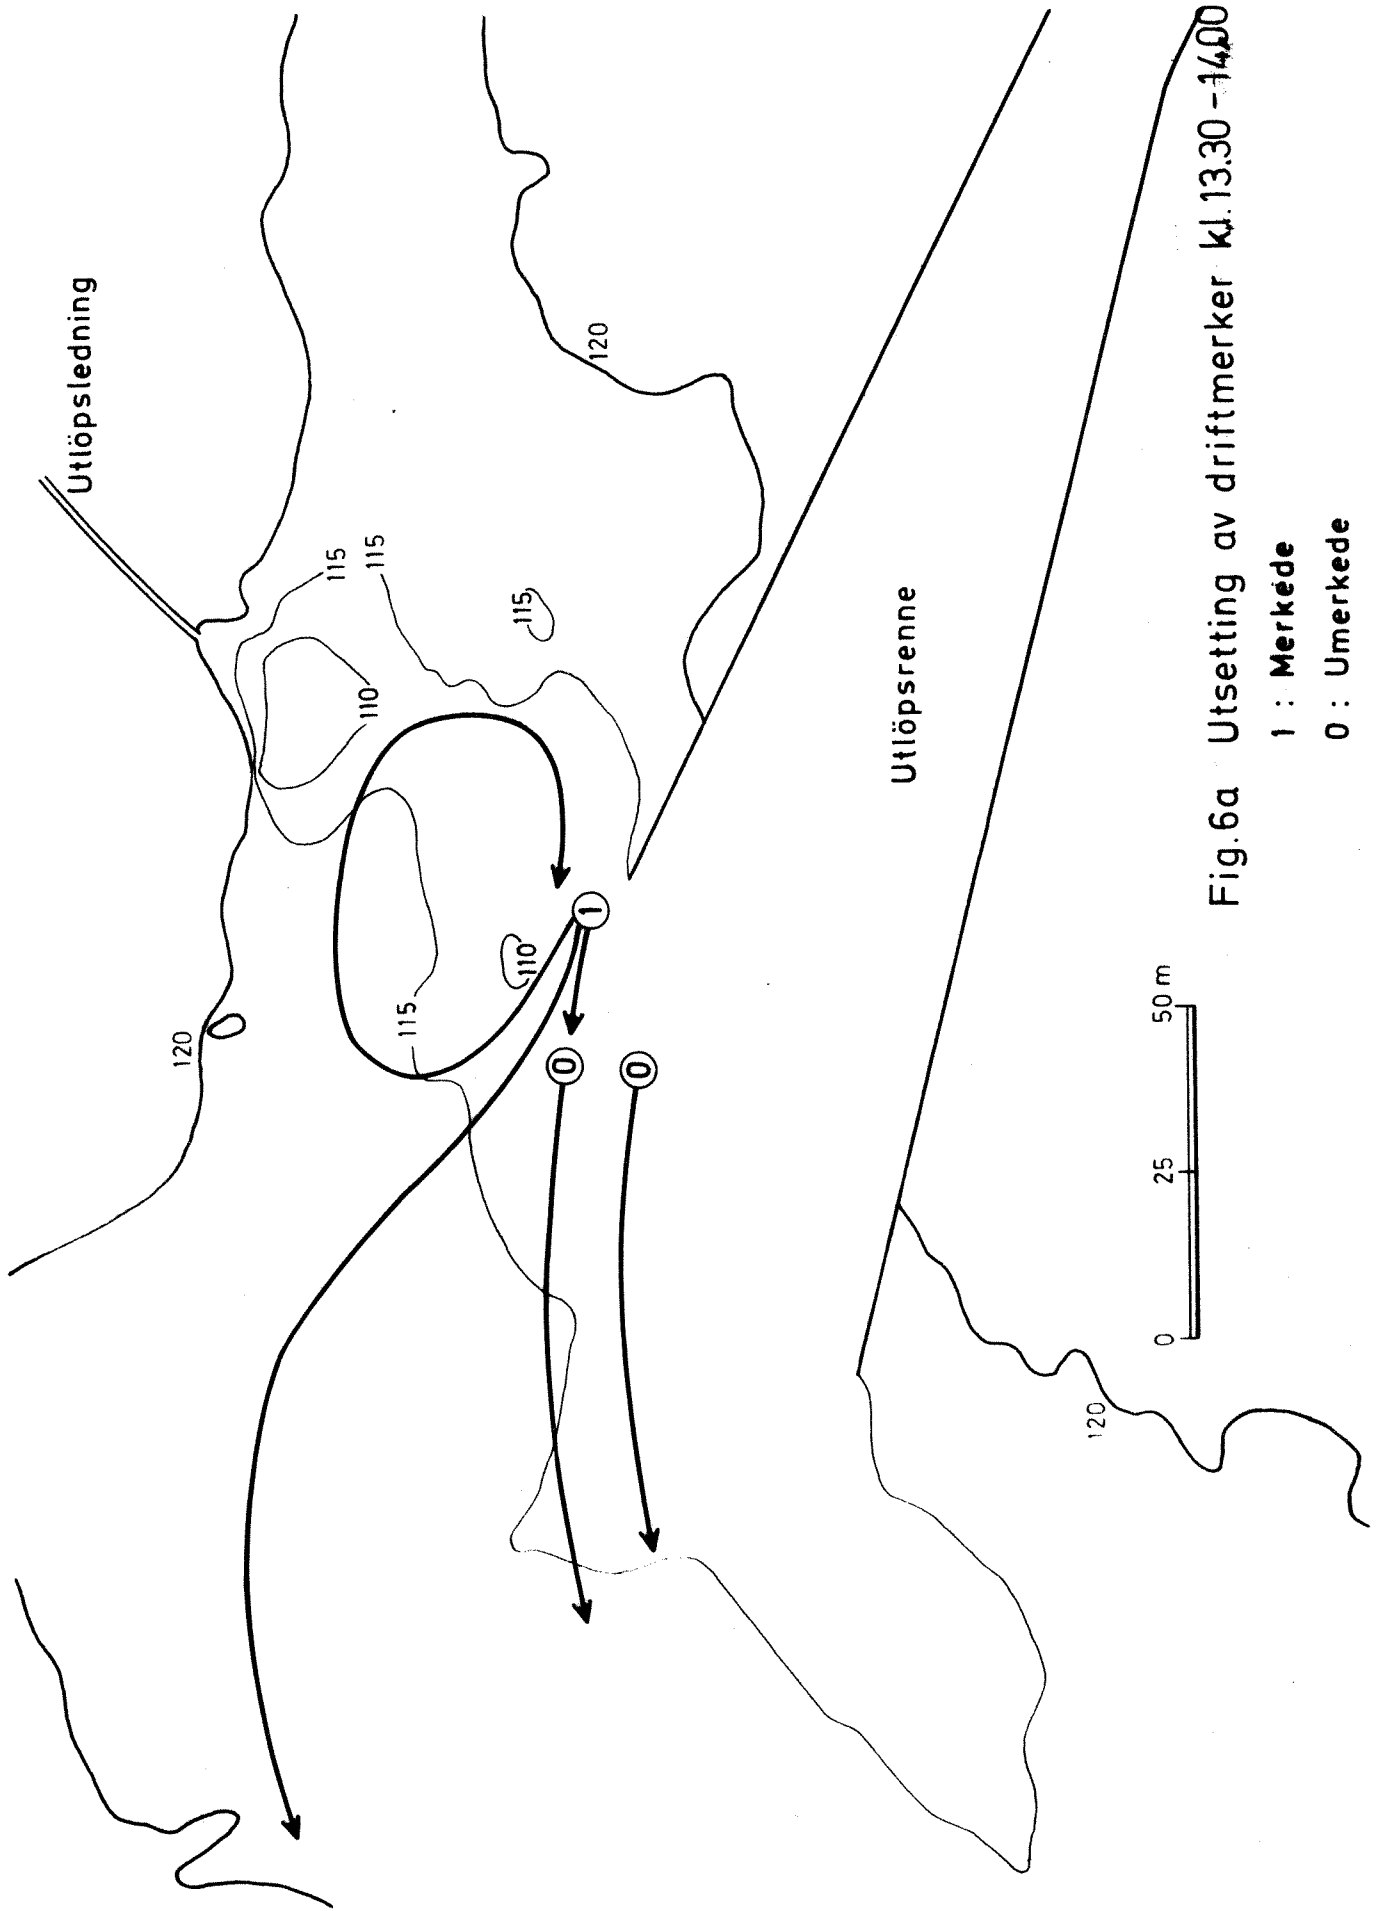 Utlöpsledning
120
120
115
115
115
110
110
115
Utlöpsrenne
120
0 25 50 m
Fig. 6a Utsetting av driftmerker kl. 13.30 - 14.00
1 : Merkede
0 : Umerkede
1
0
0